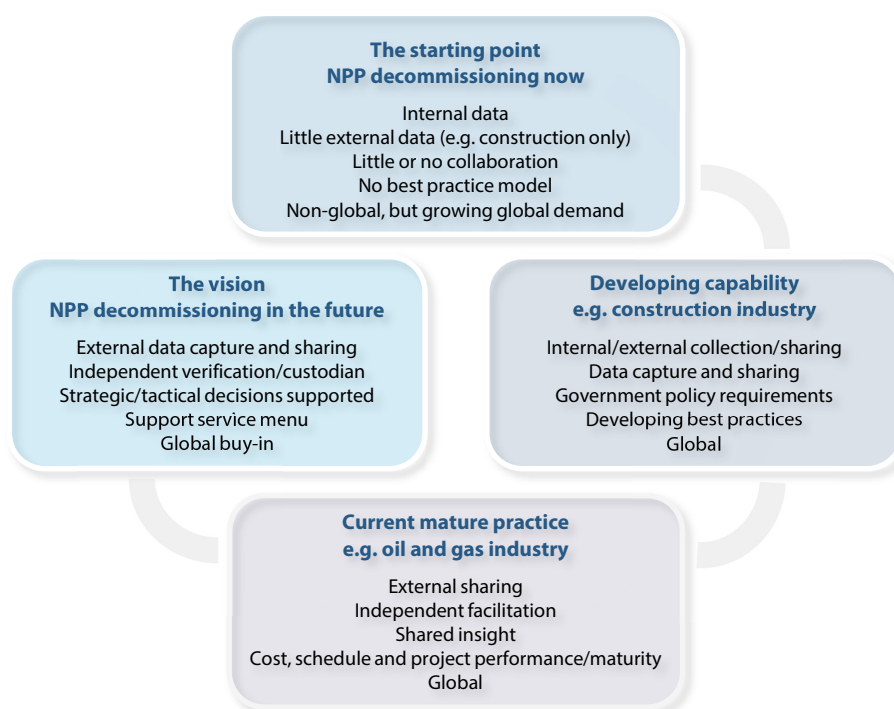 The starting point
NPP decommissioning now
Internal data
Little external data (e.g. construction only)
Little or no collaboration
No best practice model
Non-global, but growing global demand
The vision
NPP decommissioning in the future
External data capture and sharing
Independent verification/custodian
Strategic/tactical decisions supported
Support service menu
Global buy-in
Developing capability
e.g. construction industry
Internal/external collection/sharing
Data capture and sharing
Government policy requirements
Developing best practices
Global
Current mature practice
e.g. oil and gas industry
External sharing
Independent facilitation
Shared insight
Cost, schedule and project performance/maturity
Global